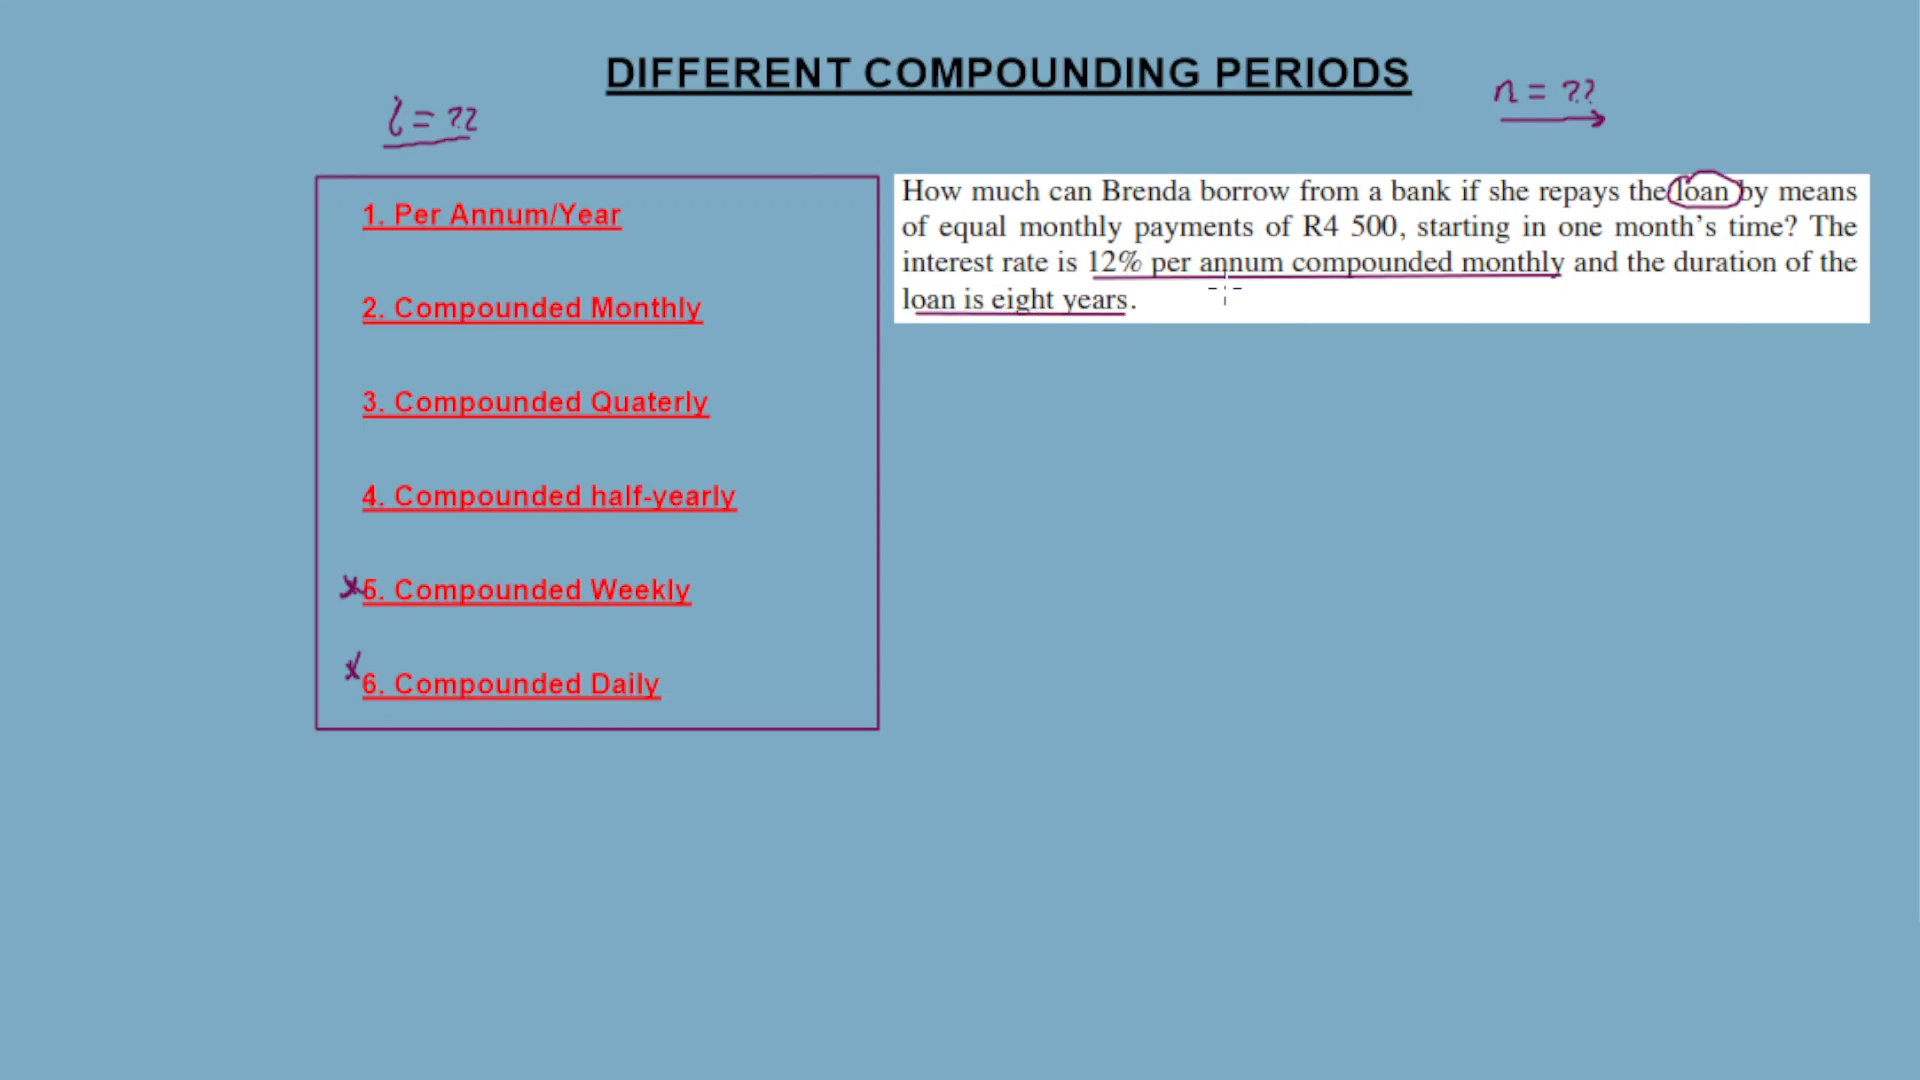 DIFFERENT COMPOUNDING PERIODS
i = ??
n = ??
1. Per Annum/Year
2. Compounded Monthly
3. Compounded Quaterly
4. Compounded half-yearly
5. Compounded Weekly
6. Compounded Daily
How much can Brenda borrow from a bank if she repays the loan by means
of equal monthly payments of R4 500, starting in one month’s time? The
interest rate is 12% per annum compounded monthly and the duration of the
loan is eight years.